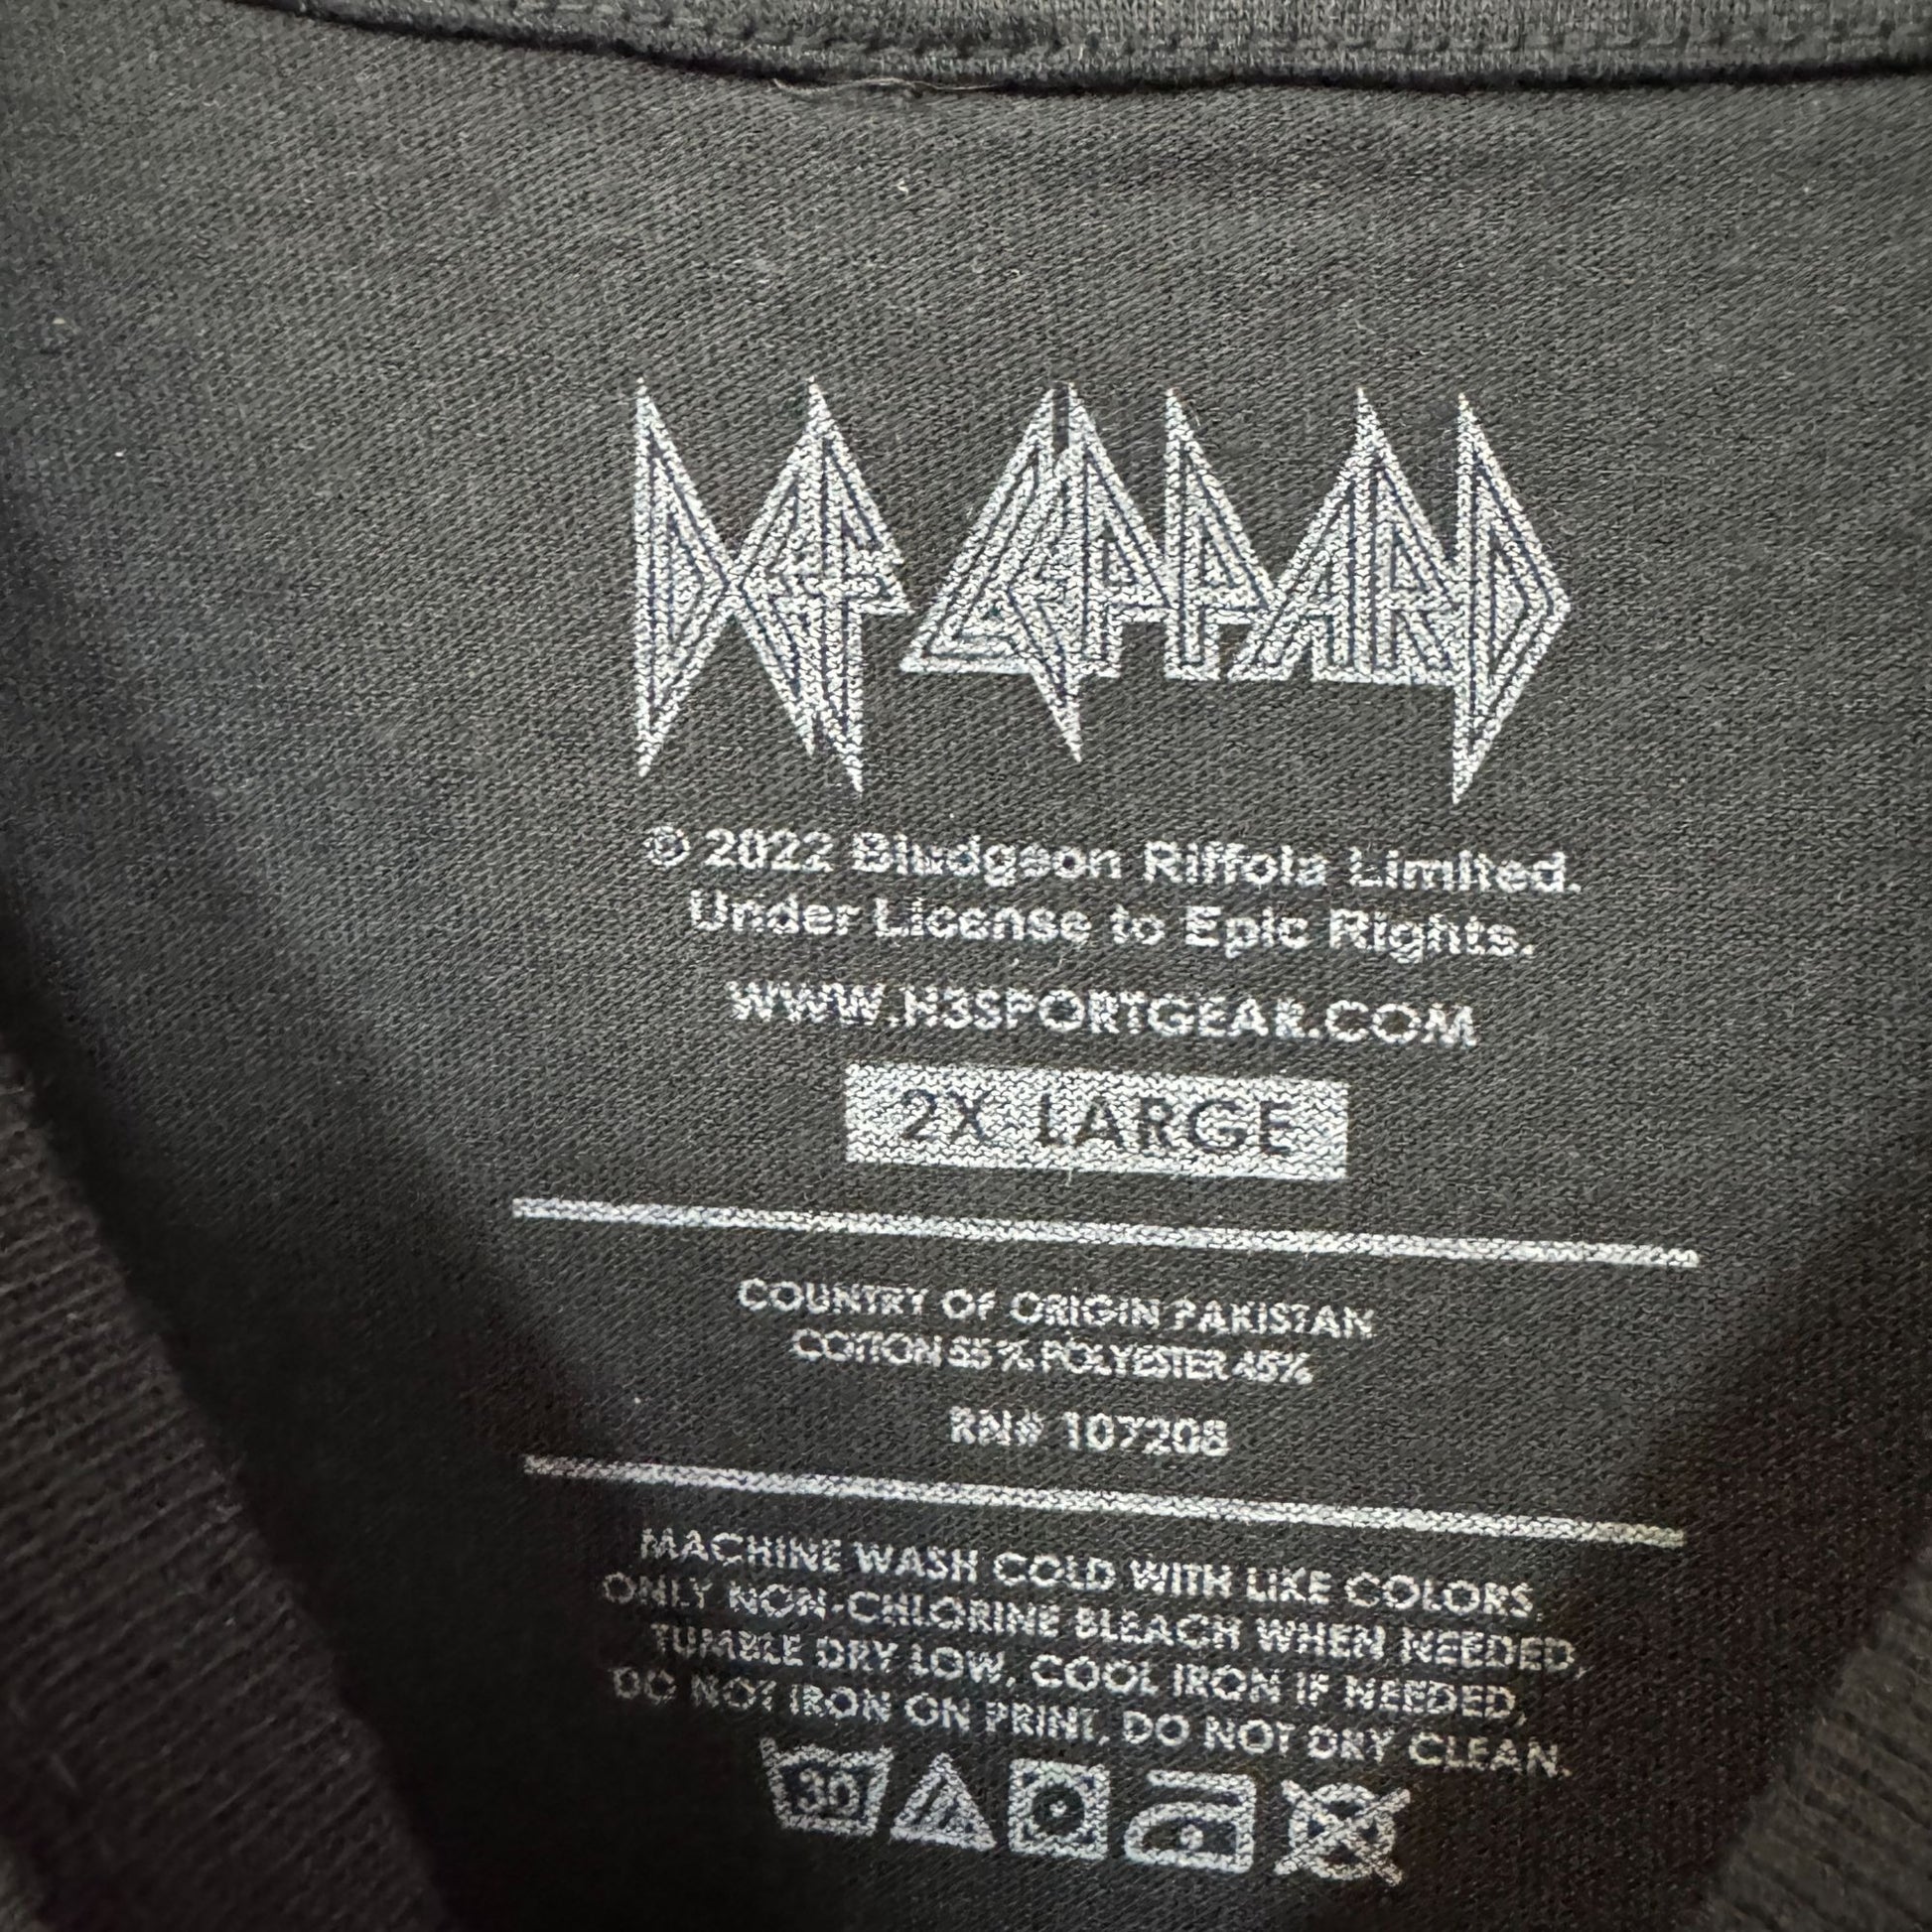 DEF LEPPARD
© 2022 Bludgeon Riffola Limited.
Under License to Epic Rights.
WWW.H3SPORTGEAR.COM
2X LARGE
COUNTRY OF ORIGIN PAKISTAN
COTTON 55% POLYESTER 45%
RN# 107208
MACHINE WASH COLD WITH LIKE COLORS.
ONLY NON-CHLORINE BLEACH WHEN NEEDED,
TUMBLE DRY LOW, COOL IRON IF NEEDED,
DO NOT IRON ON PRINT, DO NOT DRY CLEAN.
30